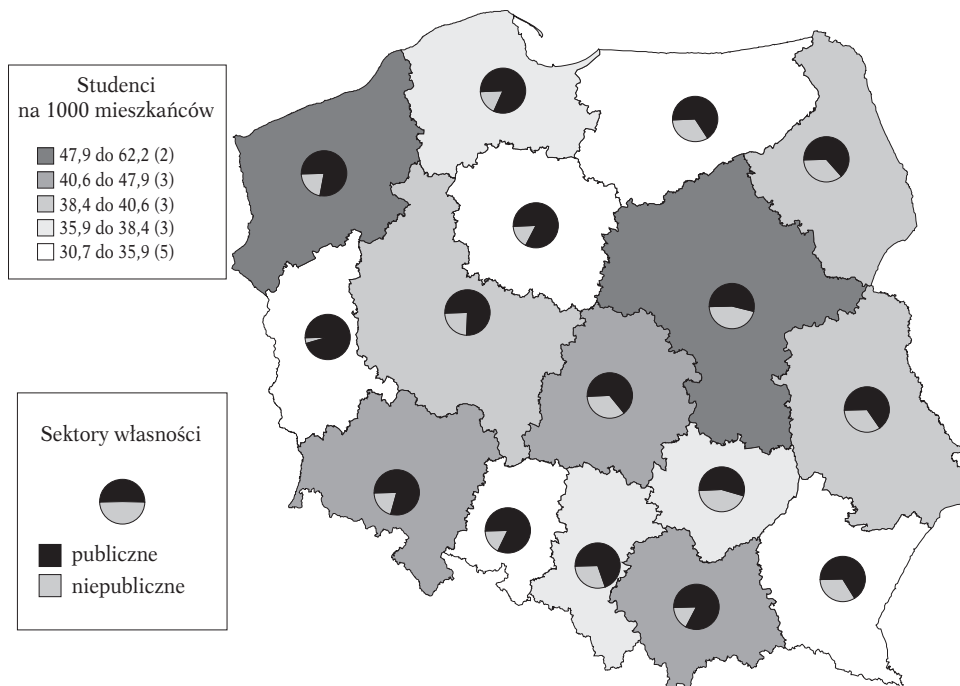 Studenci
na 1000 mieszkańców
47,9 do 62,2 (2)
40,6 do 47,9 (3)
38,4 do 40,6 (3)
35,9 do 38,4 (3)
30,7 do 35,9 (5)
Sektory własności
publiczne
niepubliczne